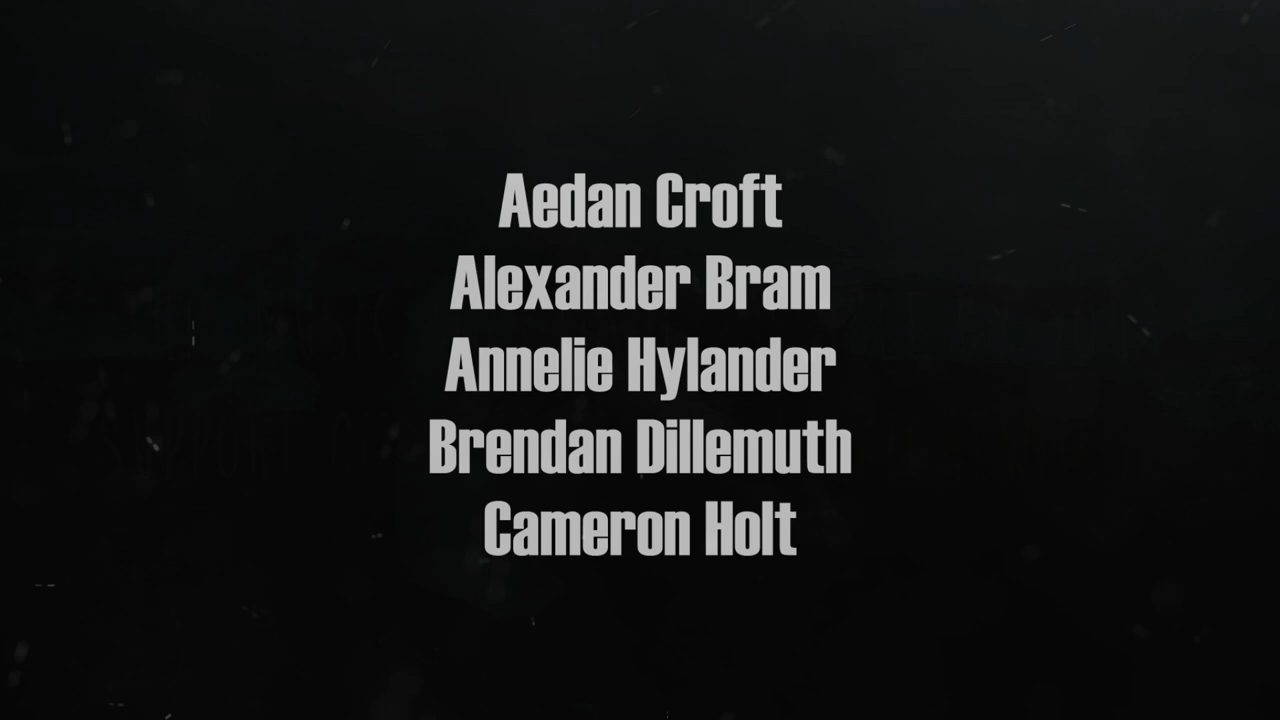 Aedan Croft
Alexander Bram
Annelie Hylander
Brendan Dillemuth
Cameron Holt